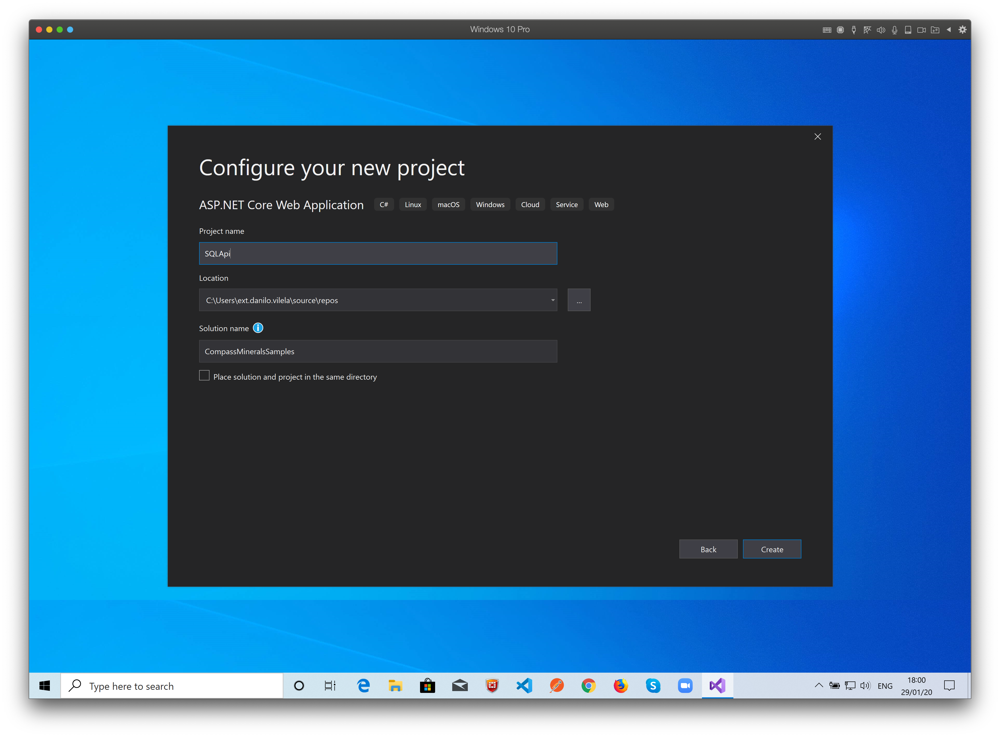 Windows 10 Pro
Configure your new project
ASP.NET Core Web Application C# Linux macOS Windows Cloud Service Web
Project name
SQLApi
Location
C:\Users\ext.danilo.vilela\source\repos
...
Solution name
CompassMineralsSamples
Place solution and project in the same directory
Back
Create
Type here to search
ENG
18:00
29/01/20